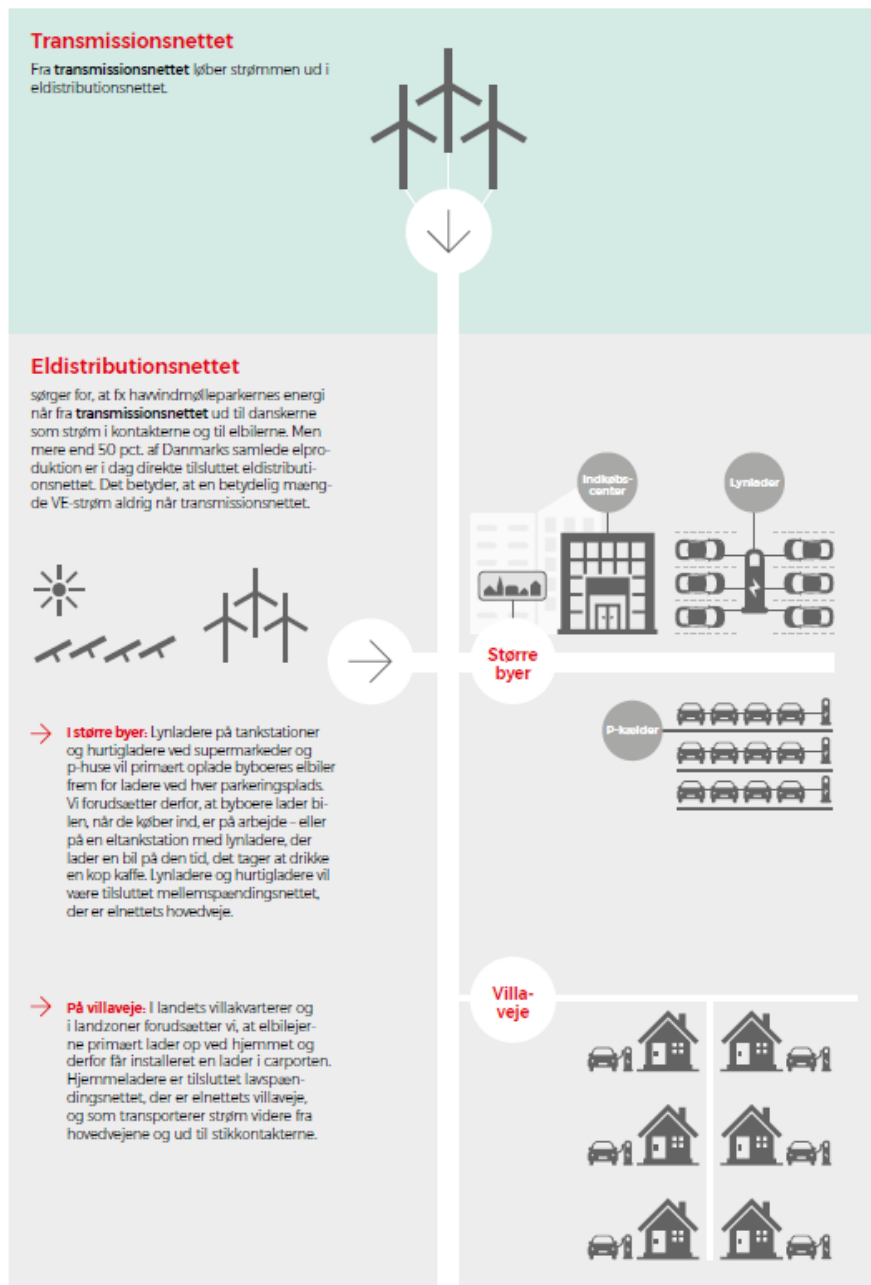 Transmissionsnettet
Fra transmissionsnettet løber strømmen ud i
eldistributionsnettet.
Eldistributionsnettet
sørger for, at fx havvindmølleparkernes energi
når fra transmissionsnettet ud til danskerne
som strøm i kontakterne og til elbilerne. Men
mere end 50 pct. af Danmarks samlede elpro-
duktion er i dag direkte tilsluttet eldistributi-
onsnettet. Det betyder, at en betydelig mæng-
de VE-strøm aldrig når transmissionsnettet.
Indkøbs-
center
Lynlader
Større
byer
P-kælder
I større byer: Lynladere på tankstationer
og hurtigladere ved supermarkeder og
p-huse vil primært oplade byboeres elbiler
frem for ladere ved hver parkeringsplads.
Vi forudsætter derfor, at byboere lader bi-
len, når de køber ind, er på arbejde – eller
på en eltankstation med lynladere, der
lader en bil på den tid, det tager at drikke
en kop kaffe. Lynladere og hurtigladere vil
være tilsluttet mellemspændingsnettet,
der er elnettets hovedveje.
Villa-
veje
På villaveje: I landets villakvarterer og
i landzoner forudsætter vi, at elbilejer-
ne primært lader op ved hjemmet og
derfor får installeret en lader i carporten.
Hjemmeladere er tilsluttet lavspæn-
dingsnettet, der er elnettets villaveje,
og som transporterer strøm videre fra
hovedvejene og ud til stikkontakterne.